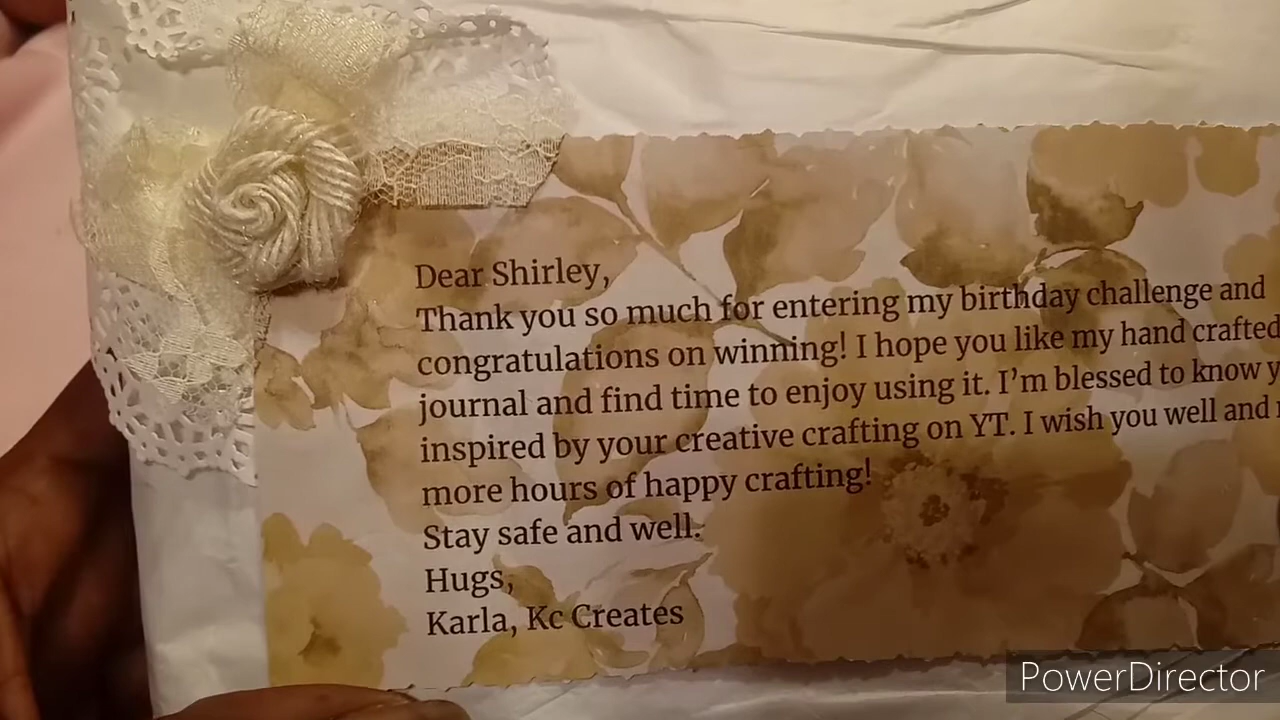 Dear Shirley,
Thank you so much for entering my birthday challenge and
congratulations on winning! I hope you like my hand crafted
journal and find time to enjoy using it. I'm blessed to know
inspired by your creative crafting on YT. I wish you well and
more hours of happy crafting!
Stay safe and well.
Hugs,
Karla, Kc Creates
PowerDirector